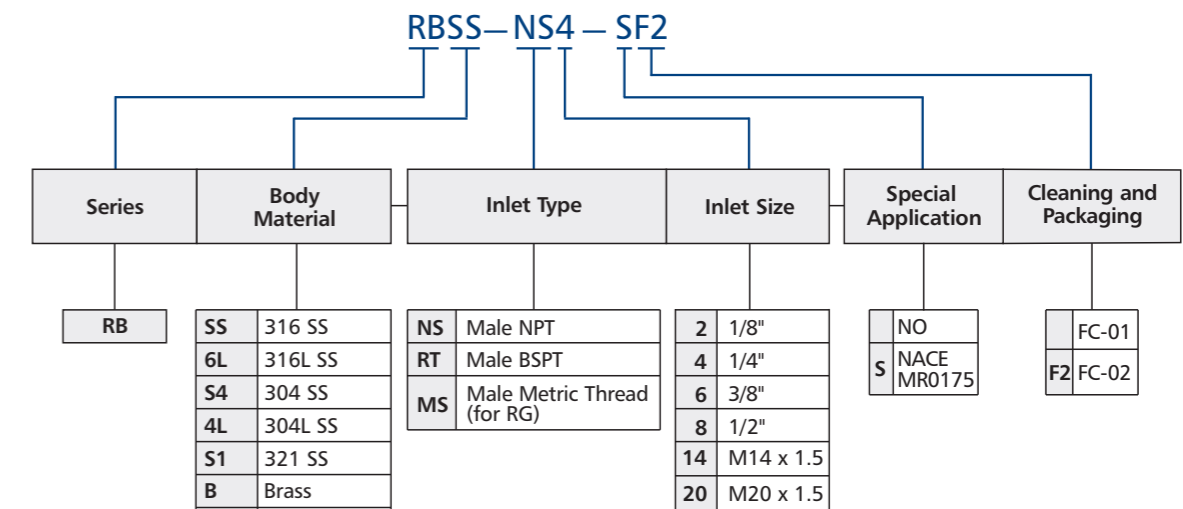 RBSS—NS4 — SF2
Series
Body
Material
Inlet Type
Inlet Size
Special
Application
Cleaning and
Packaging
RB
SS 316 SS
6L 316L SS
S4 304 SS
4L 304L SS
S1 321 SS
B Brass
NS Male NPT
RT Male BSPT
MS Male Metric Thread
(for RG)
2 1/8"
4 1/4"
6 3/8"
8 1/2"
14 M14 x 1.5
20 M20 x 1.5
NO
S NACE
MR0175
FC-01
F2 FC-02